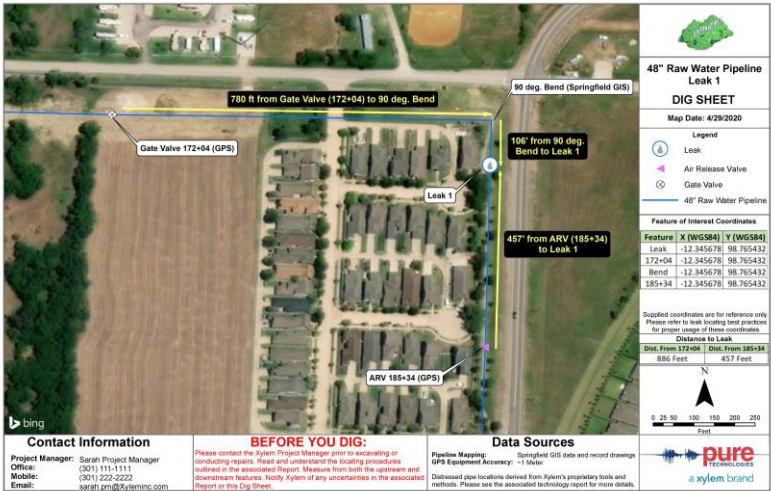 780 ft from Gate Valve (172+04) to 90 deg. Bend
90 deg. Bend (Springfield GIS)
Gate Valve 172+04 (GPS)
106' from 90 deg.
Bend to Leak 1
Leak 1
457' from ARV (185+34)
to Leak 1
ARV 185+34 (GPS)
bing
48" Raw Water Pipeline
Leak 1
DIG SHEET
Map Date: 4/29/2020
Legend
Leak
Air Release Valve
Gate Valve
48" Raw Water Pipeline
Feature of Interest Coordinates
Feature X (WGS84) Y (WGS84)
Leak -12.345678 98.765432
172+04 -12.345678 98.765432
Bend -12.345678 98.765432
185+34 -12.345678 98.765432
Supplied coordinates are for reference only.
Please refer to leak locating best practices
for proper usage of these coordinates.
Distance to Leak
Dist. From 172+04 Dist. From 185+34
886 Feet 457 Feet
N
0 25 50 100 150 200 250
Feet
Contact Information
Project Manager: Sarah Project Manager
Office: (301) 111-1111
Mobile: (301) 222-2222
Email: sarah.pm@Xyleminc.com
BEFORE YOU DIG:
Please contact the Xylem Project Manager prior to excavating or
conducting repairs. Read and understand the locating procedures
outlined in the associated Report. Measure from both the upstream and
downstream features. Notify Xylem of any uncertainties in the associated
Report or this Dig Sheet.
Data Sources
Pipeline Mapping: Springfield GIS data and record drawings
GPS Equipment Accuracy: ~1 Meter
Distressed pipe locations derived from Xylem's proprietary tools and
methods. Please see the associated technology report for more details.
pure
TECHNOLOGIES
a xylem brand